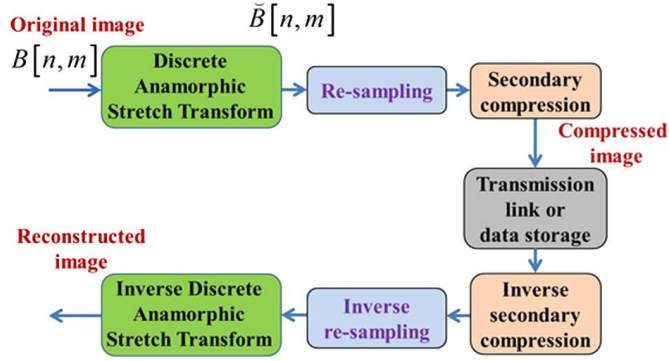 Original image
B[n, m]
B̆[n, m]
Discrete
Anamorphic
Stretch Transform
Re-sampling
Secondary
compression
Compressed
image
Transmission
link or
data storage
Inverse
secondary
compression
Inverse
re-sampling
Inverse Discrete
Anamorphic
Stretch Transform
Reconstructed
image